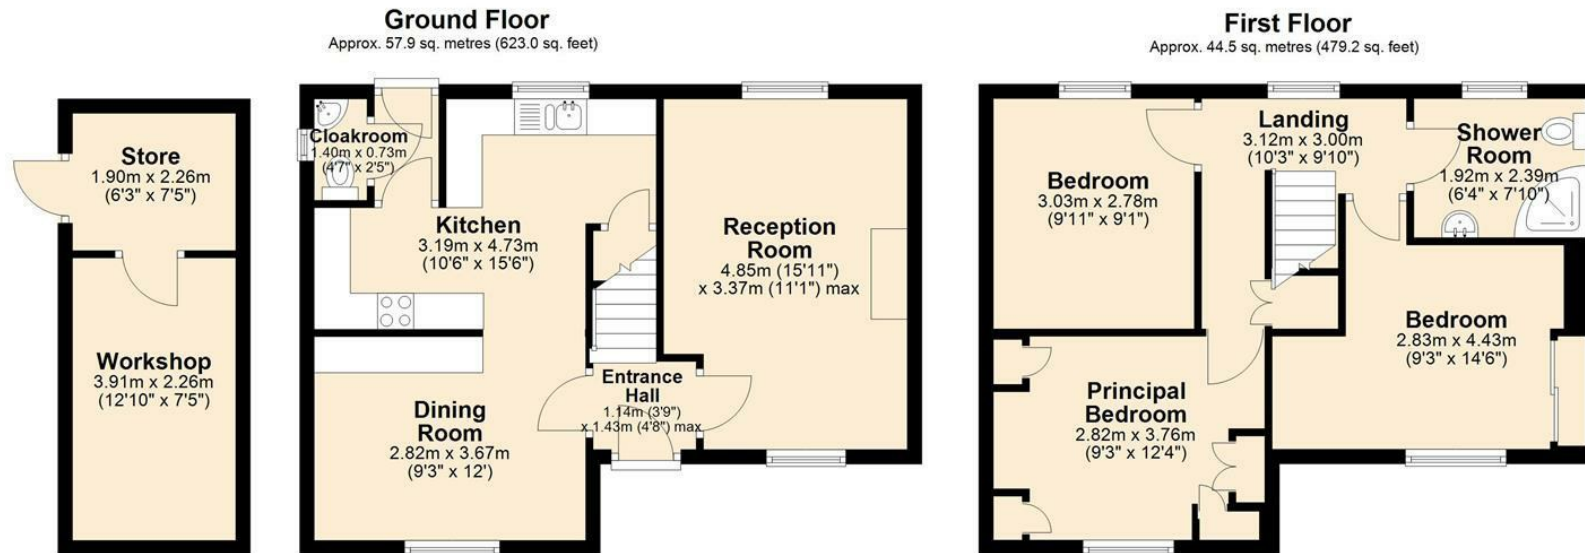 Ground Floor
Approx. 57.9 sq. metres (623.0 sq. feet)
Store
1.90m x 2.26m
(6'3" x 7'5")
Workshop
3.91m x 2.26m
(12'10" x 7'5")
Cloakroom
1.40m x 0.73m
(4'7" x 2'5")
Kitchen
3.19m x 4.73m
(10'6" x 15'6")
Reception
Room
4.85m (15'11")
x 3.37m (11'1") max
Entrance
Hall
1.14m (3'9")
x 1.43m (4'8") max
Dining
Room
2.82m x 3.67m
(9'3" x 12')
First Floor
Approx. 44.5 sq. metres (479.2 sq. feet)
Bedroom
3.03m x 2.78m
(9'11" x 9'1")
Landing
3.12m x 3.00m
(10'3" x 9'10")
Shower
Room
1.92m x 2.39m
(6'4" x 7'10")
Principal
Bedroom
2.82m x 3.76m
(9'3" x 12'4")
Bedroom
2.83m x 4.43m
(9'3" x 14'6")